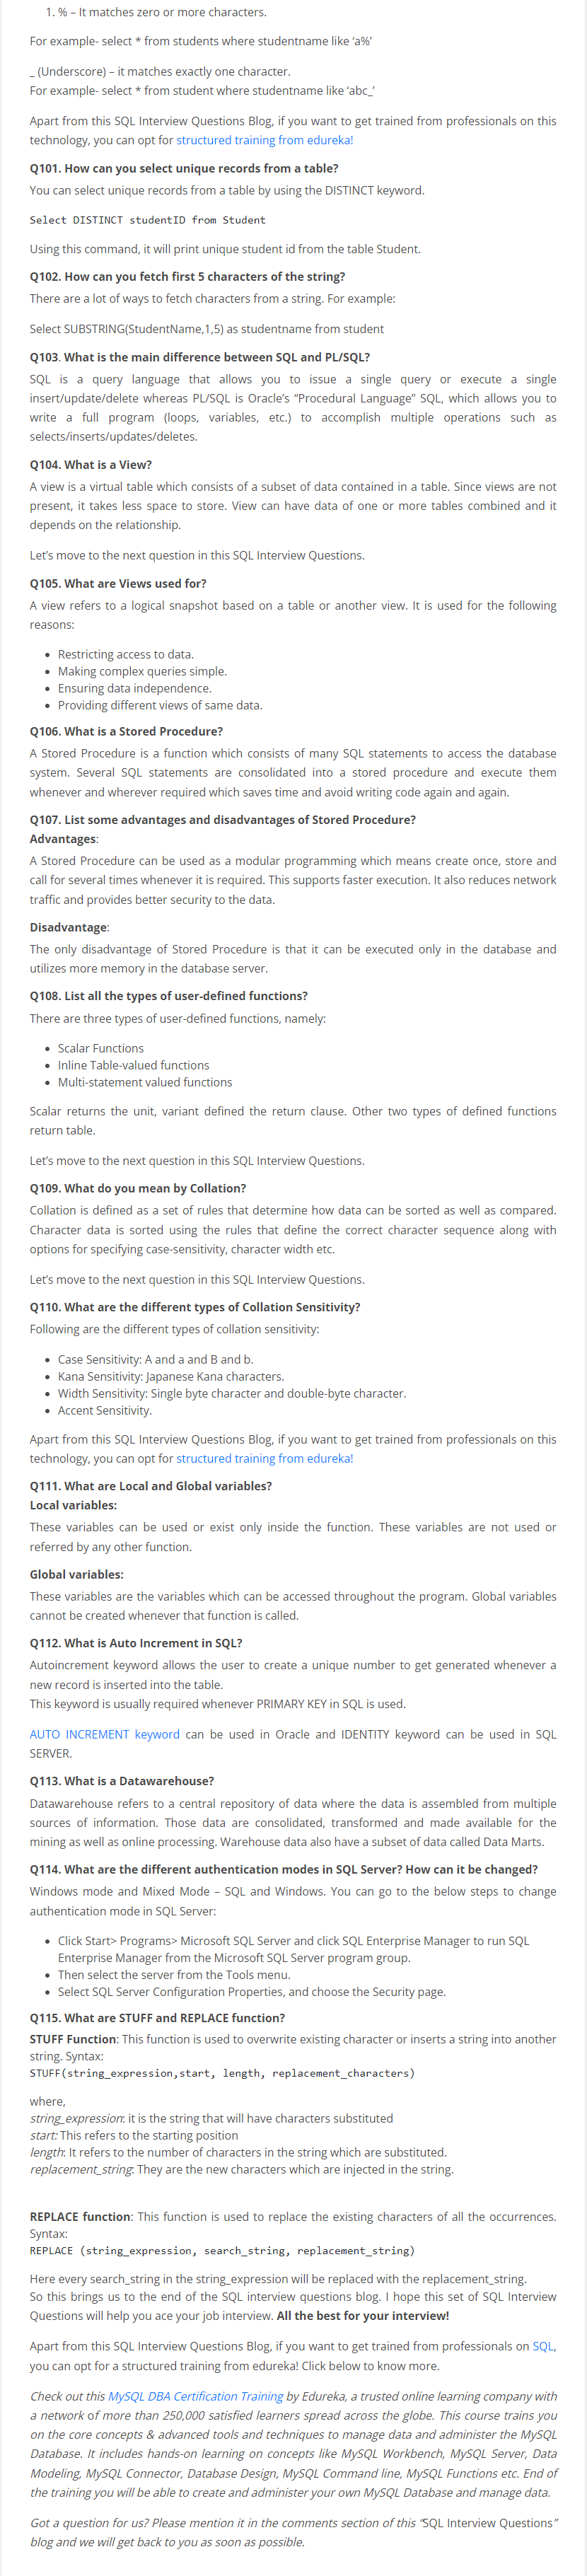 1. % – It matches zero or more characters.
For example- select * from students where studentname like ‘a%’
_ (Underscore) – it matches exactly one character.
For example- select * from student where studentname like ‘abc_’
Apart from this SQL Interview Questions Blog, if you want to get trained from professionals on this
technology, you can opt for structured training from edureka!
Q101. How can you select unique records from a table?
You can select unique records from a table by using the DISTINCT keyword.
Select DISTINCT studentID from Student
Using this command, it will print unique student id from the table Student.
Q102. How can you fetch first 5 characters of the string?
There are a lot of ways to fetch characters from a string. For example:
Select SUBSTRING(StudentName,1,5) as studentname from student
Q103. What is the main difference between SQL and PL/SQL?
SQL is a query language that allows you to issue a single query or execute a single
insert/update/delete whereas PL/SQL is Oracle’s “Procedural Language” SQL, which allows you to
write a full program (loops, variables, etc.) to accomplish multiple operations such as
selects/inserts/updates/deletes.
Q104. What is a View?
A view is a virtual table which consists of a subset of data contained in a table. Since views are not
present, it takes less space to store. View can have data of one or more tables combined and it
depends on the relationship.
Let’s move to the next question in this SQL Interview Questions.
Q105. What are Views used for?
A view refers to a logical snapshot based on a table or another view. It is used for the following
reasons:
• Restricting access to data.
• Making complex queries simple.
• Ensuring data independence.
• Providing different views of same data.
Q106. What is a Stored Procedure?
A Stored Procedure is a function which consists of many SQL statements to access the database
system. Several SQL statements are consolidated into a stored procedure and execute them
whenever and wherever required which saves time and avoid writing code again and again.
Q107. List some advantages and disadvantages of Stored Procedure?
Advantages:
A Stored Procedure can be used as a modular programming which means create once, store and
call for several times whenever it is required. This supports faster execution. It also reduces network
traffic and provides better security to the data.
Disadvantage:
The only disadvantage of Stored Procedure is that it can be executed only in the database and
utilizes more memory in the database server.
Q108. List all the types of user-defined functions?
There are three types of user-defined functions, namely:
• Scalar Functions
• Inline Table-valued functions
• Multi-statement valued functions
Scalar returns the unit, variant defined the return clause. Other two types of defined functions
return table.
Let’s move to the next question in this SQL Interview Questions.
Q109. What do you mean by Collation?
Collation is defined as a set of rules that determine how data can be sorted as well as compared.
Character data is sorted using the rules that define the correct character sequence along with
options for specifying case-sensitivity, character width etc.
Let’s move to the next question in this SQL Interview Questions.
Q110. What are the different types of Collation Sensitivity?
Following are the different types of collation sensitivity:
• Case Sensitivity: A and a and B and b.
• Kana Sensitivity: Japanese Kana characters.
• Width Sensitivity: Single byte character and double-byte character.
• Accent Sensitivity.
Apart from this SQL Interview Questions Blog, if you want to get trained from professionals on this
technology, you can opt for structured training from edureka!
Q111. What are Local and Global variables?
Local variables:
These variables can be used or exist only inside the function. These variables are not used or
referred by any other function.
Global variables:
These variables are the variables which can be accessed throughout the program. Global variables
cannot be created whenever that function is called.
Q112. What is Auto Increment in SQL?
Autoincrement keyword allows the user to create a unique number to get generated whenever a
new record is inserted into the table.
This keyword is usually required whenever PRIMARY KEY in SQL is used.
AUTO INCREMENT keyword can be used in Oracle and IDENTITY keyword can be used in SQL
SERVER.
Q113. What is a Datawarehouse?
Datawarehouse refers to a central repository of data where the data is assembled from multiple
sources of information. Those data are consolidated, transformed and made available for the
mining as well as online processing. Warehouse data also have a subset of data called Data Marts.
Q114. What are the different authentication modes in SQL Server? How can it be changed?
Windows mode and Mixed Mode – SQL and Windows. You can go to the below steps to change
authentication mode in SQL Server:
• Click Start> Programs> Microsoft SQL Server and click SQL Enterprise Manager to run SQL
Enterprise Manager from the Microsoft SQL Server program group.
• Then select the server from the Tools menu.
• Select SQL Server Configuration Properties, and choose the Security page.
Q115. What are STUFF and REPLACE function?
STUFF Function: This function is used to overwrite existing character or inserts a string into another
string. Syntax:
STUFF(string_expression,start, length, replacement_characters)
where,
string_expression: it is the string that will have characters substituted
start: This refers to the starting position
length: It refers to the number of characters in the string which are substituted.
replacement_string: They are the new characters which are injected in the string.
REPLACE function: This function is used to replace the existing characters of all the occurrences.
Syntax:
REPLACE (string_expression, search_string, replacement_string)
Here every search_string in the string_expression will be replaced with the replacement_string.
So this brings us to the end of the SQL interview questions blog. I hope this set of SQL Interview
Questions will help you ace your job interview. All the best for your interview!
Apart from this SQL Interview Questions Blog, if you want to get trained from professionals on SQL,
you can opt for a structured training from edureka! Click below to know more.
Check out this MySQL DBA Certification Training by Edureka, a trusted online learning company with
a network of more than 250,000 satisfied learners spread across the globe. This course trains you
on the core concepts & advanced tools and techniques to manage data and administer the MySQL
Database. It includes hands-on learning on concepts like MySQL Workbench, MySQL Server, Data
Modeling, MySQL Connector, Database Design, MySQL Command line, MySQL Functions etc. End of
the training you will be able to create and administer your own MySQL Database and manage data.
Got a question for us? Please mention it in the comments section of this “SQL Interview Questions”
blog and we will get back to you as soon as possible.